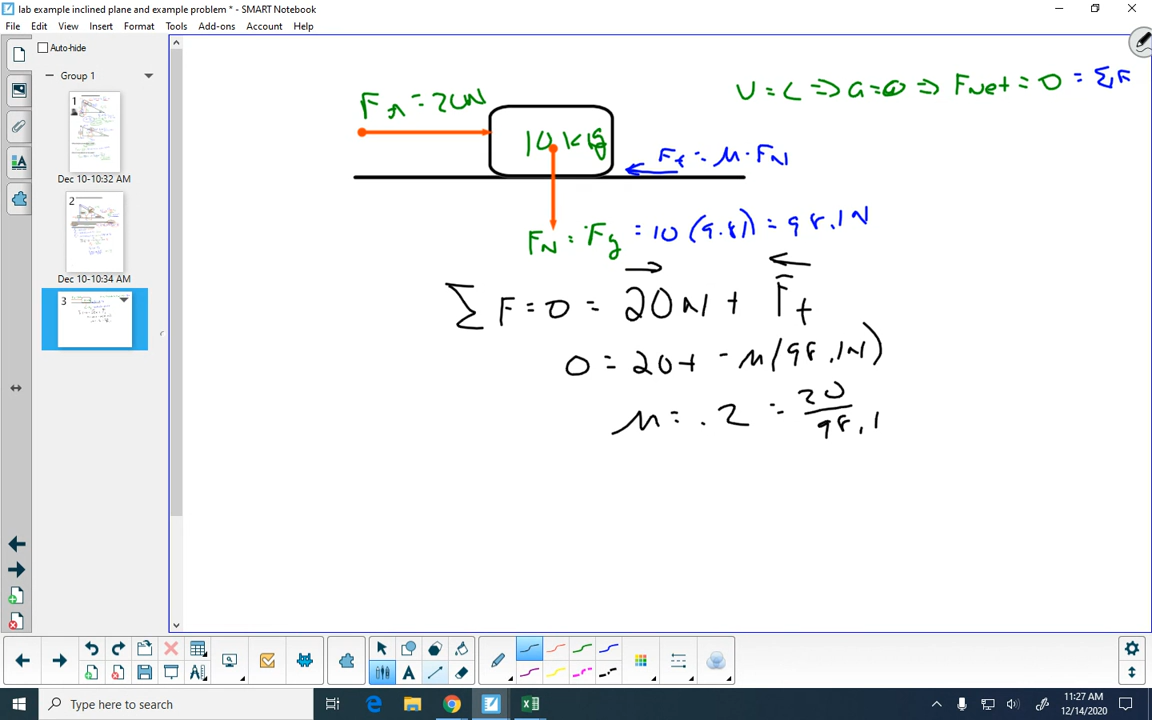 lab example inclined plane and example problem * - SMART Notebook
File Edit View Insert Format Tools Add-ons Account Help
Auto-hide
Group 1
1
Dec 10-10:32 AM
2
Dec 10-10:34 AM
3
V = C => a = 0 => FNet = 0 = ΣF
FA = 20N
10 kg
Ff = μ · FN
FN = Fg = 10 (9.81) = 98.1N
ΣF = 0 = 20N + Ff
0 = 20 + - μ(98.1N)
μ = .2 = 20/98.1
Type here to search
11:27 AM
12/14/2020